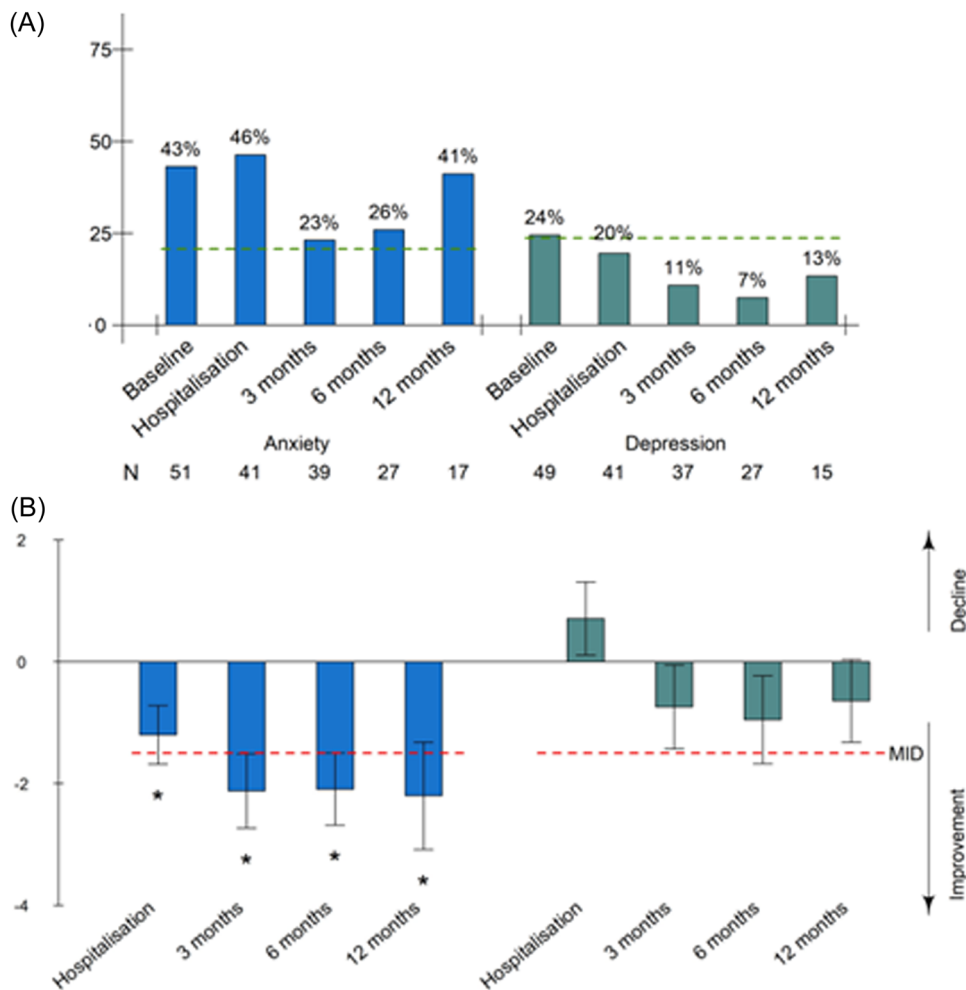 (A)
75
50
25
0
43% 46% 23% 26% 41% 24% 20% 11% 7% 13%
Baseline Hospitalisation 3 months 6 months 12 months Baseline Hospitalisation 3 months 6 months 12 months
Anxiety Depression
N 51 41 39 27 17 49 41 37 27 15
(B)
2
0
-2
-4
* * * *
MID
Decline
Improvement
Hospitalisation 3 months 6 months 12 months Hospitalisation 3 months 6 months 12 months